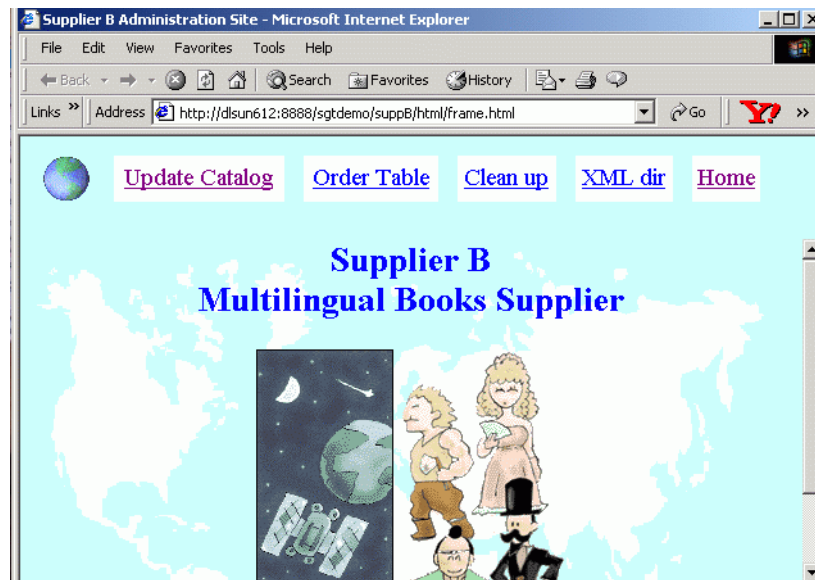 Supplier B Administration Site - Microsoft Internet Explorer
File Edit View Favorites Tools Help
Back Search Favorites History
Links » Address http://dlsun612:8888/sgtdemo/suppB/html/frame.html Go Y! »
Update Catalog Order Table Clean up XML dir Home
Supplier B
Multilingual Books Supplier